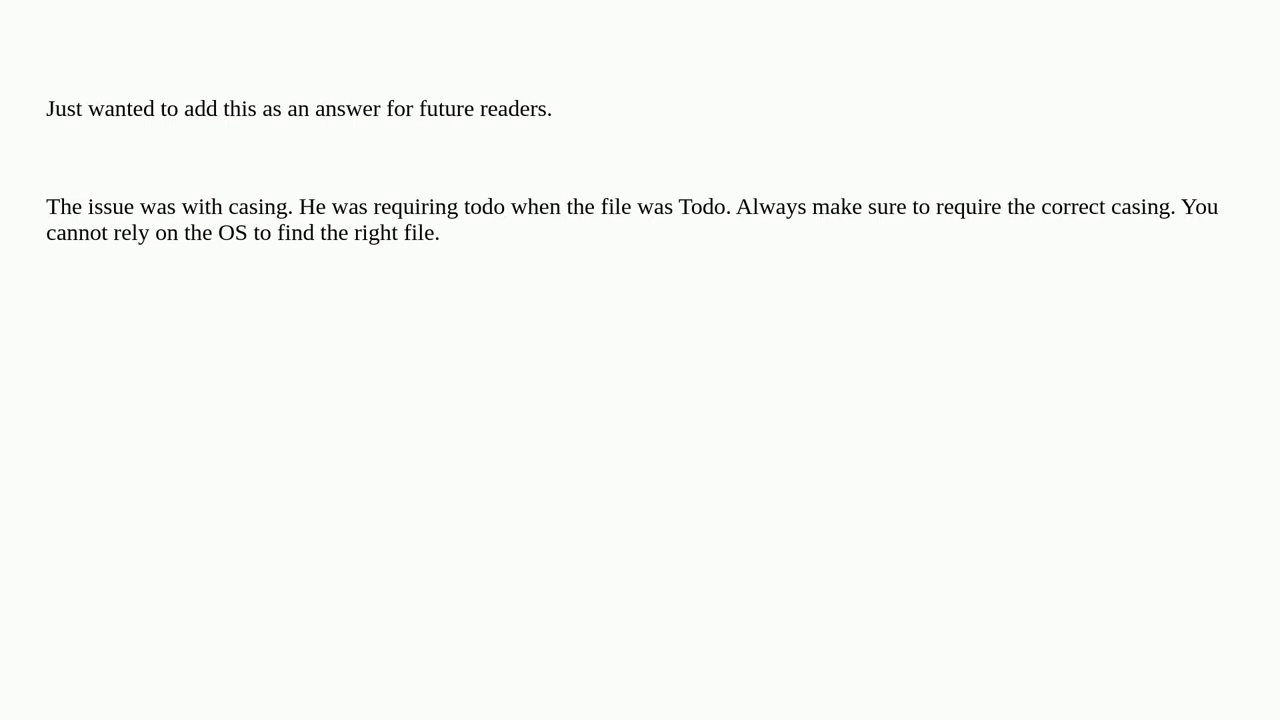 Just wanted to add this as an answer for future readers.
The issue was with casing. He was requiring todo when the file was Todo. Always make sure to require the correct casing. You
cannot rely on the OS to find the right file.